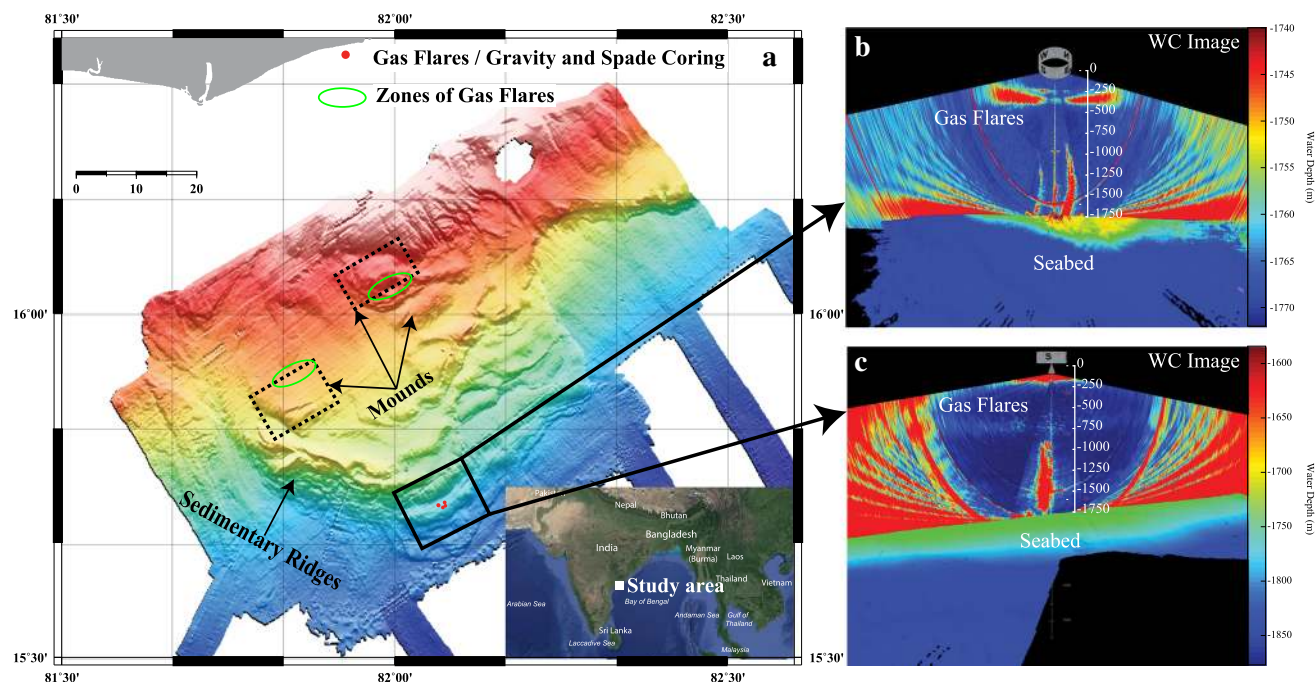 81°30'
82°00'
82°30'
Gas Flares / Gravity and Spade Coring
a
Zones of Gas Flares
0
10
20
16°00'
16°00'
Mounds
Sedimentary Ridges
Nepal
Bhutan
Bangladesh
India
Myanmar
(Burma)
Laos
Thailand
Vietnam
Study area
Arabian Sea
Bay of Bengal
Andaman Sea
Gulf of
Thailand
Sri Lanka
Laccadive Sea
Malaysia
15°30'
15°30'
81°30'
82°00'
82°30'
b
WC Image
0
-250
-500
-750
-1000
-1250
-1500
-1750
Gas Flares
Seabed
-1740
-1745
-1750
-1755
-1760
-1765
-1770
Water Depth (m)
c
WC Image
S
0
-250
-500
-750
-1000
-1250
-1500
-1750
Gas Flares
Seabed
-1600
-1650
-1700
-1750
-1800
-1850
Water Depth (m)